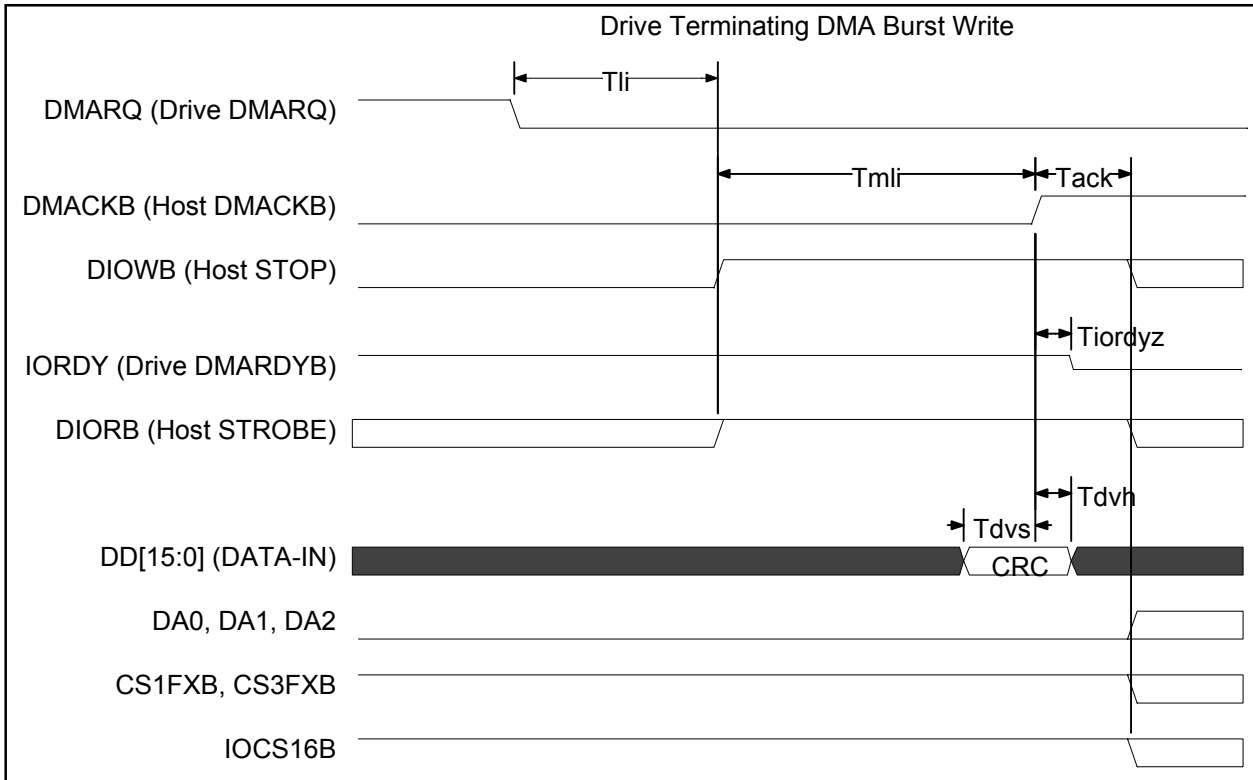 Drive Terminating DMA Burst Write
Tli
DMARQ (Drive DMARQ)
Tmli
Tack
DMACKB (Host DMACKB)
DIOWB (Host STOP)
Tiordyz
IORDY (Drive DMARDYB)
DIORB (Host STROBE)
Tdvh
Tdvs
DD[15:0] (DATA-IN)
CRC
DA0, DA1, DA2
CS1FXB, CS3FXB
IOCS16B